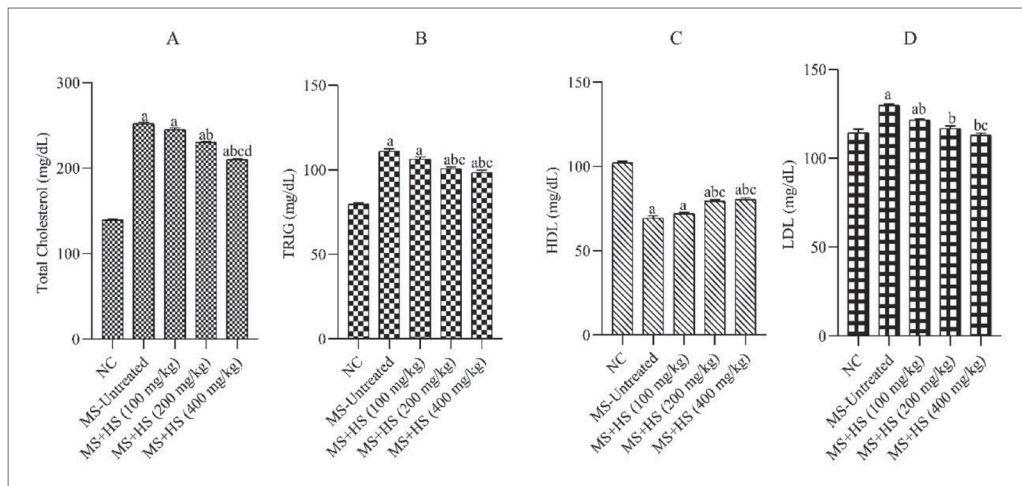 A
Total Cholesterol (mg/dL)
300
200
100
0
a
a
ab
abcd
NC
MS-Untreated
MS+HS (100 mg/kg)
MS+HS (200 mg/kg)
MS+HS (400 mg/kg)
B
TRIG (mg/dL)
150
100
50
0
a
a
abc
abc
NC
MS-Untreated
MS+HS (100 mg/kg)
MS+HS (200 mg/kg)
MS+HS (400 mg/kg)
C
HDL (mg/dL)
150
100
50
0
a
a
abc
abc
NC
MS-Untreated
MS+HS (100 mg/kg)
MS+HS (200 mg/kg)
MS+HS (400 mg/kg)
D
LDL (mg/dL)
150
100
50
0
a
ab
b
bc
NC
MS-Untreated
MS+HS (100 mg/kg)
MS+HS (200 mg/kg)
MS+HS (400 mg/kg)